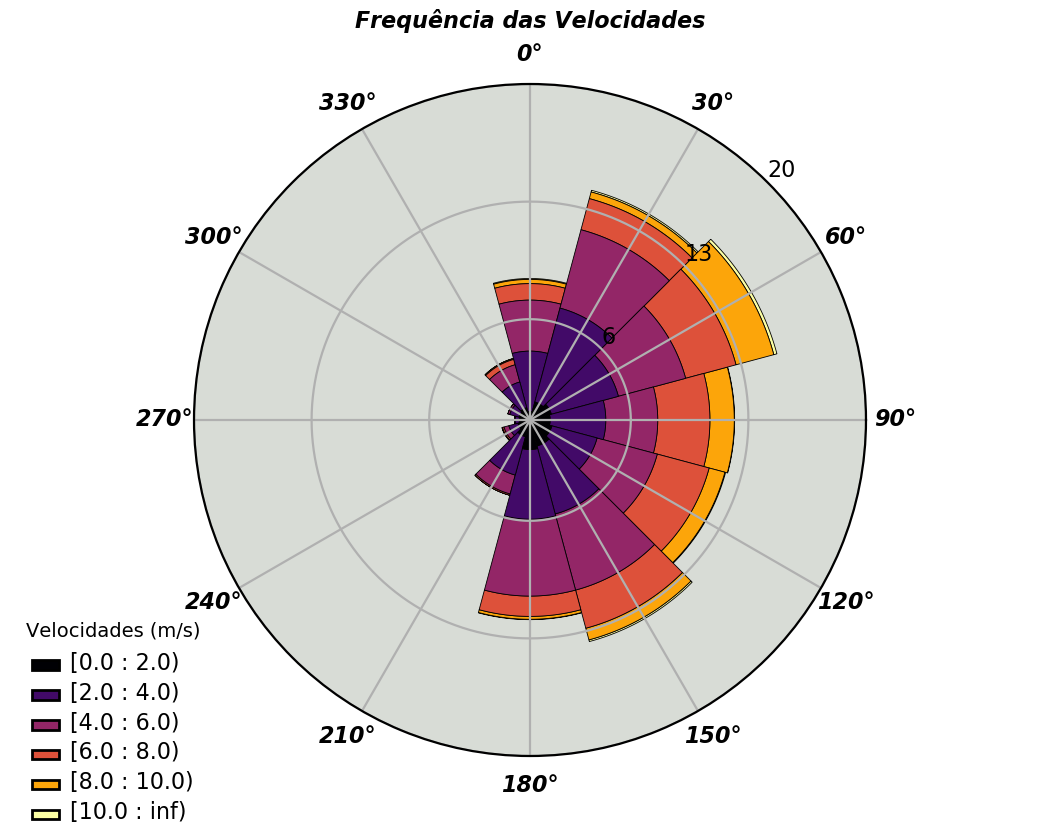 Frequência das Velocidades
0°
330°
30°
20
300°
60°
13
6
270°
90°
240°
120°
210°
150°
180°
Velocidades (m/s)
[0.0 : 2.0)
[2.0 : 4.0)
[4.0 : 6.0)
[6.0 : 8.0)
[8.0 : 10.0)
[10.0 : inf)